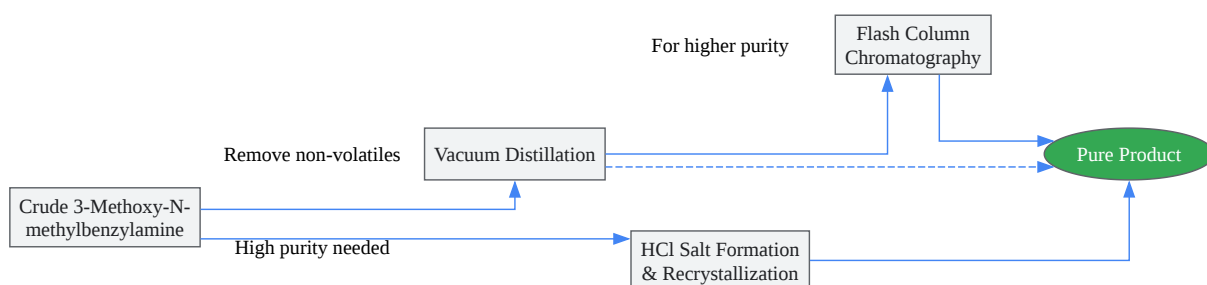 For higher purity
Flash Column
Chromatography
Remove non-volatiles
Vacuum Distillation
Pure Product
Crude 3-Methoxy-N-
methylbenzylamine
High purity needed
HCl Salt Formation
& Recrystallization